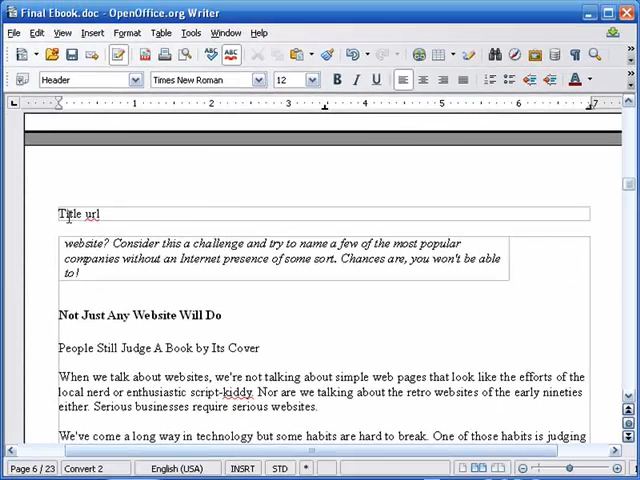 Final Ebook.doc - OpenOffice.org Writer
File Edit View Insert Format Table Tools Window Help
Header Times New Roman 12 B I U A
1 2 3 4 5 6 7
Title url
website? Consider this a challenge and try to name a few of the most popular
companies without an Internet presence of some sort. Chances are, you won't be able
to!
Not Just Any Website Will Do
People Still Judge A Book by Its Cover
When we talk about websites, we're not talking about simple web pages that look like the efforts of the
local nerd or enthusiastic script-kiddy. Nor are we talking about the retro websites of the early nineties
either. Serious businesses require serious websites.
We've come a long way in technology but some habits are hard to break. One of those habits is judging
Page 6 / 23 Convert 2 English (USA) INSRT STD *